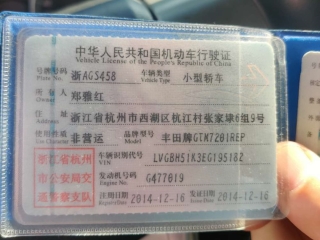 中华人民共和国机动车行驶证
Vehicle License of the People's Republic of China
号牌号码 浙AGS458 车辆类型 小型轿车
Plate No. Vehicle Type
所有人 郑雅红
Owner
住址 浙江省杭州市西湖区杭江村张家埭6组9号
Address
使用性质 非营运 品牌型号 丰田牌GTM7201REP
Use Character Model
浙江省杭州
市公安局交
通警察支队
车辆识别代号 LVGBH51K3EG195182
VIN
发动机号码 G477019
Engine No.
注册日期 2014-12-16 发证日期 2014-12-16
Register Date Issue Date